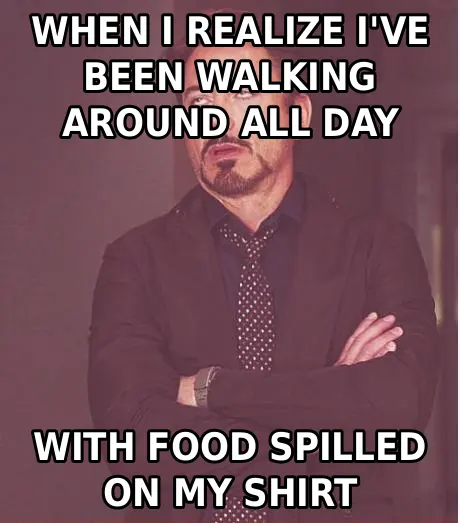 WHEN I REALIZE I'VE
BEEN WALKING
AROUND ALL DAY
WITH FOOD SPILLED
ON MY SHIRT